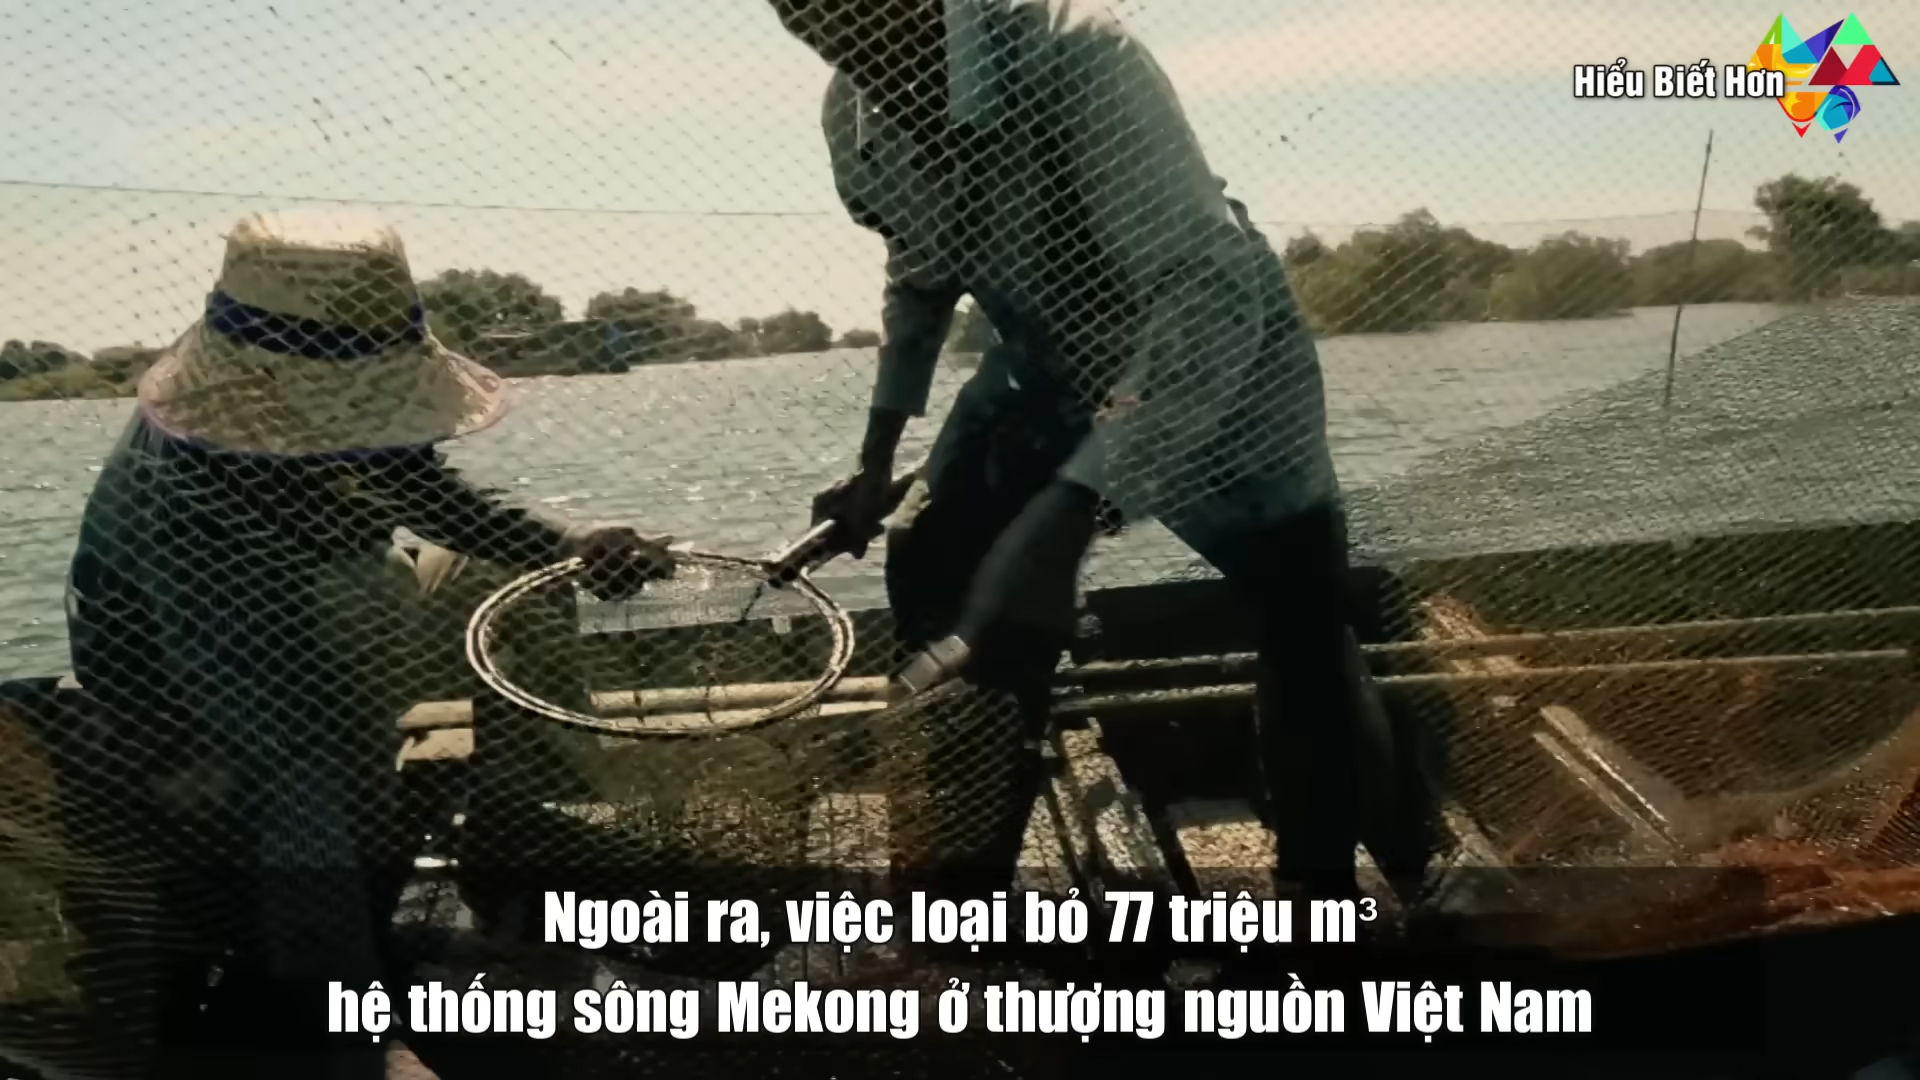 Hiểu Biết Hơn
Ngoài ra, việc loại bỏ 77 triệu m³
hệ thống sông Mekong ở thượng nguồn Việt Nam